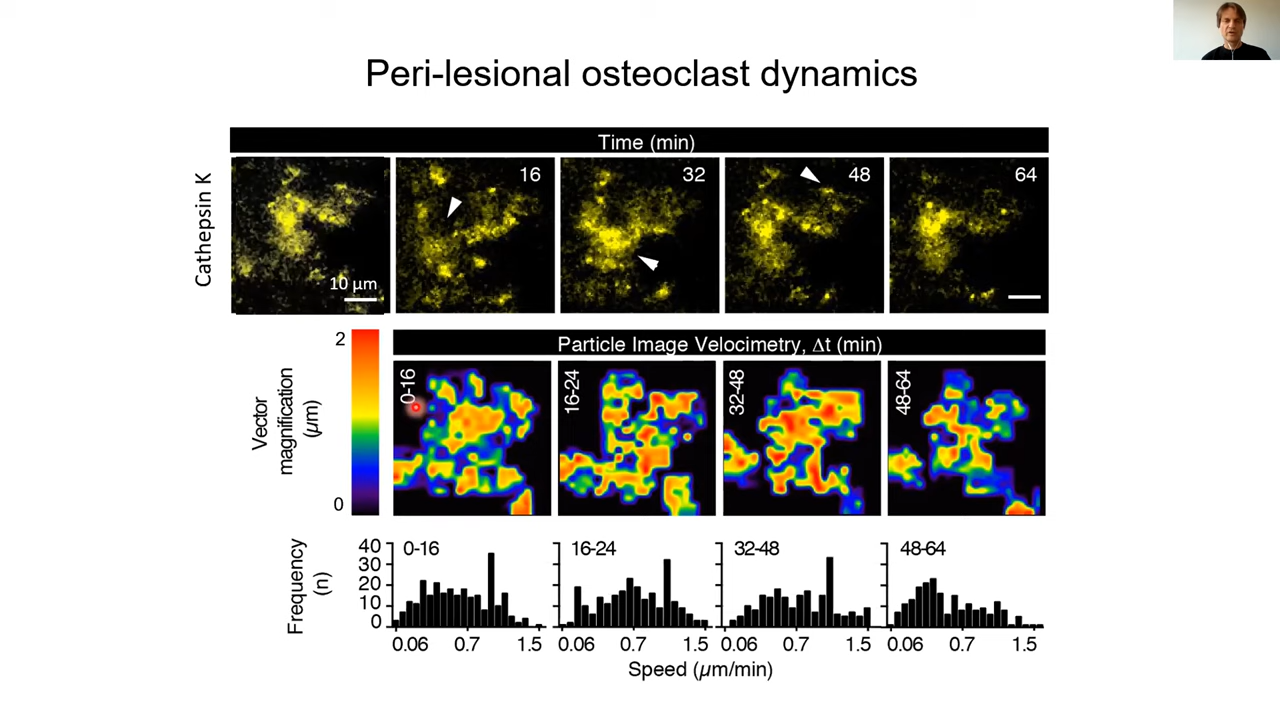 Peri-lesional osteoclast dynamics
Time (min)
Cathepsin K
10 µm
16
32
48
64
Particle Image Velocimetry, Δt (min)
Vector
magnification
(µm)
2
0
0-16
16-24
32-48
48-64
Frequency
(n)
40
30
20
10
0
0-16
16-24
32-48
48-64
0.06 0.7 1.5
0.06 0.7 1.5
0.06 0.7 1.5
0.06 0.7 1.5
Speed (µm/min)